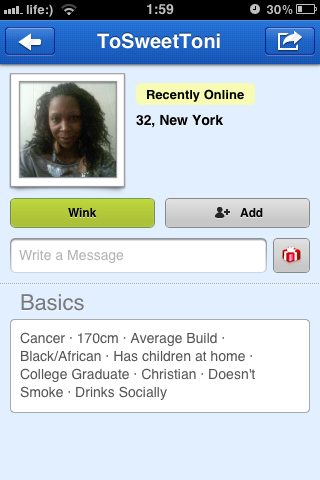 life:) 1:59 30%
ToSweetToni
Recently Online
32, New York
Wink Add
Write a Message
Basics
Cancer · 170cm · Average Build ·
Black/African · Has children at home ·
College Graduate · Christian · Doesn't
Smoke · Drinks Socially